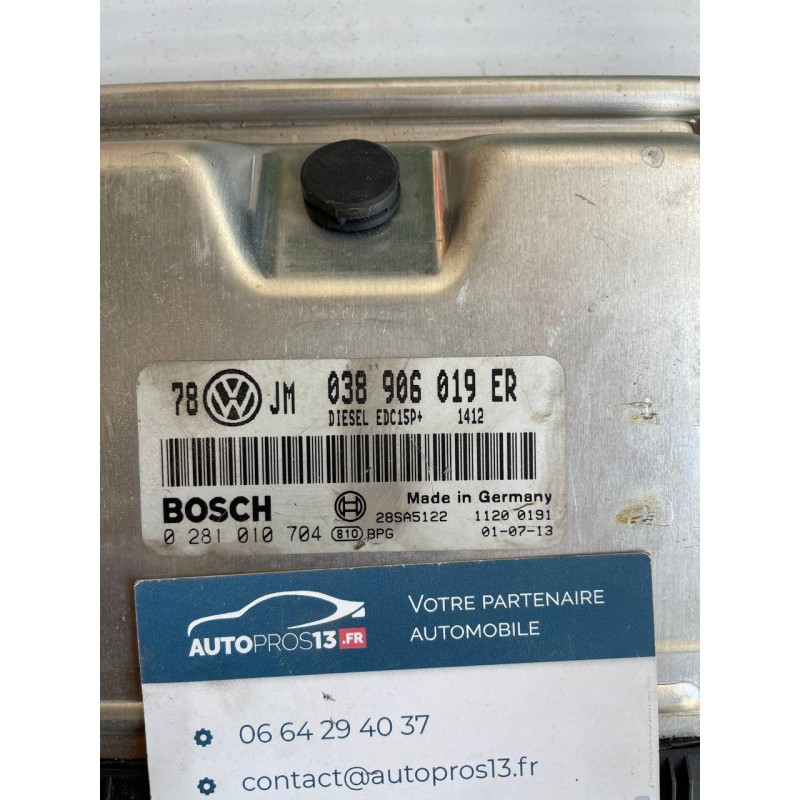 78 VW JM 038 906 019 ER
DIESEL EDC15P+ 1412
BOSCH Made in Germany
28SA5122 1120 0191
0 281 010 704 810 BPG 01-07-13
AUTOPROS13.FR
VOTRE PARTENAIRE
AUTOMOBILE
06 64 29 40 37
contact@autopros13.fr